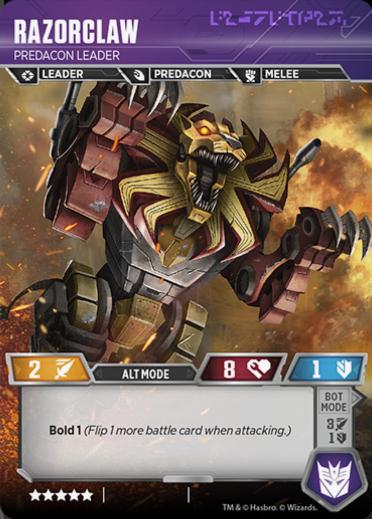 RAZORCLAW
PREDACON LEADER
LEADER PREDACON MELEE
2 ALT MODE 8 1
BOT
MODE
3
1
Bold 1 (Flip 1 more battle card when attacking.)
TM & © Hasbro. © Wizards.